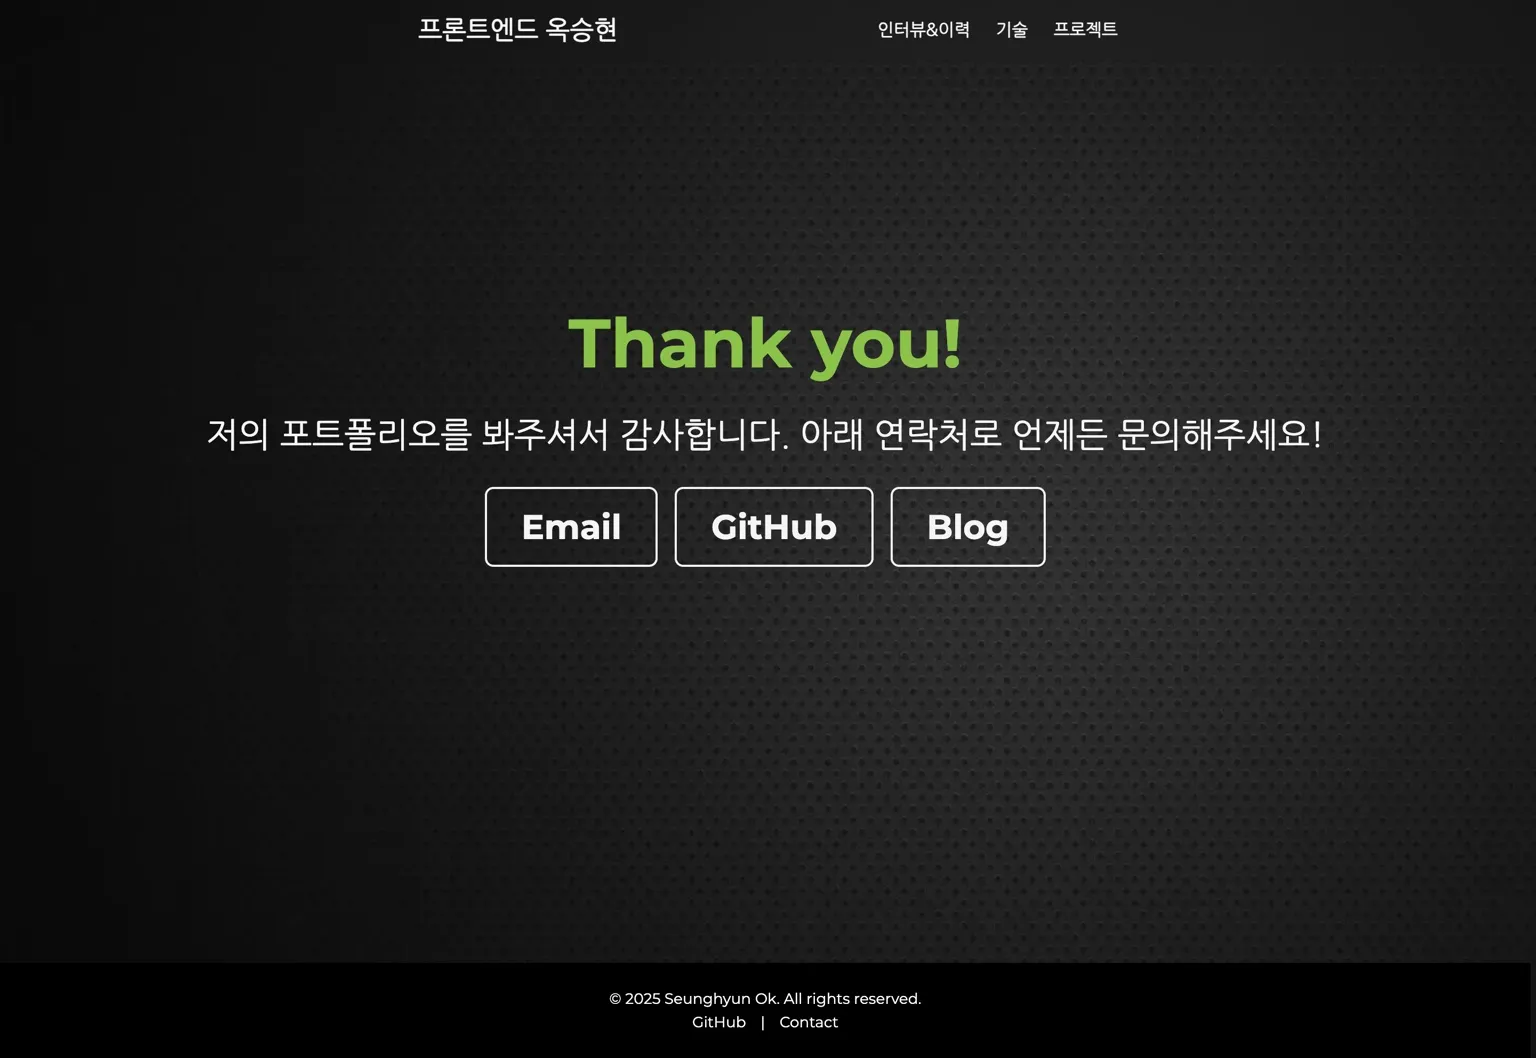 프론트엔드 옥승현
인터뷰&이력 기술 프로젝트
Thank you!
저의 포트폴리오를 봐주셔서 감사합니다. 아래 연락처로 언제든 문의해주세요!
Email GitHub Blog
© 2025 Seunghyun Ok. All rights reserved.
GitHub | Contact